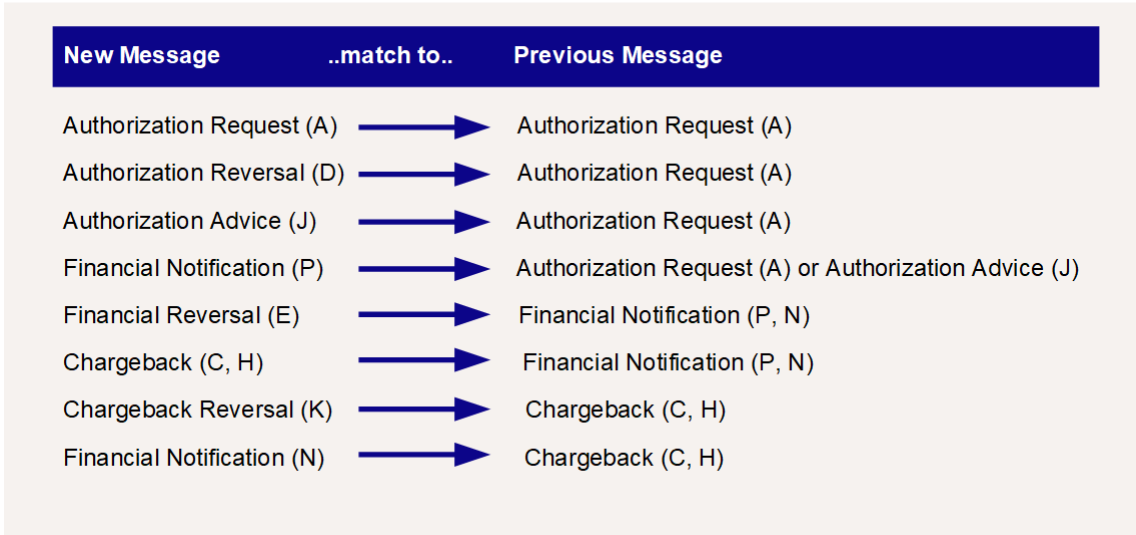 New Message ..match to.. Previous Message
Authorization Request (A) Authorization Request (A)
Authorization Reversal (D) Authorization Request (A)
Authorization Advice (J) Authorization Request (A)
Financial Notification (P) Authorization Request (A) or Authorization Advice (J)
Financial Reversal (E) Financial Notification (P, N)
Chargeback (C, H) Financial Notification (P, N)
Chargeback Reversal (K) Chargeback (C, H)
Financial Notification (N) Chargeback (C, H)